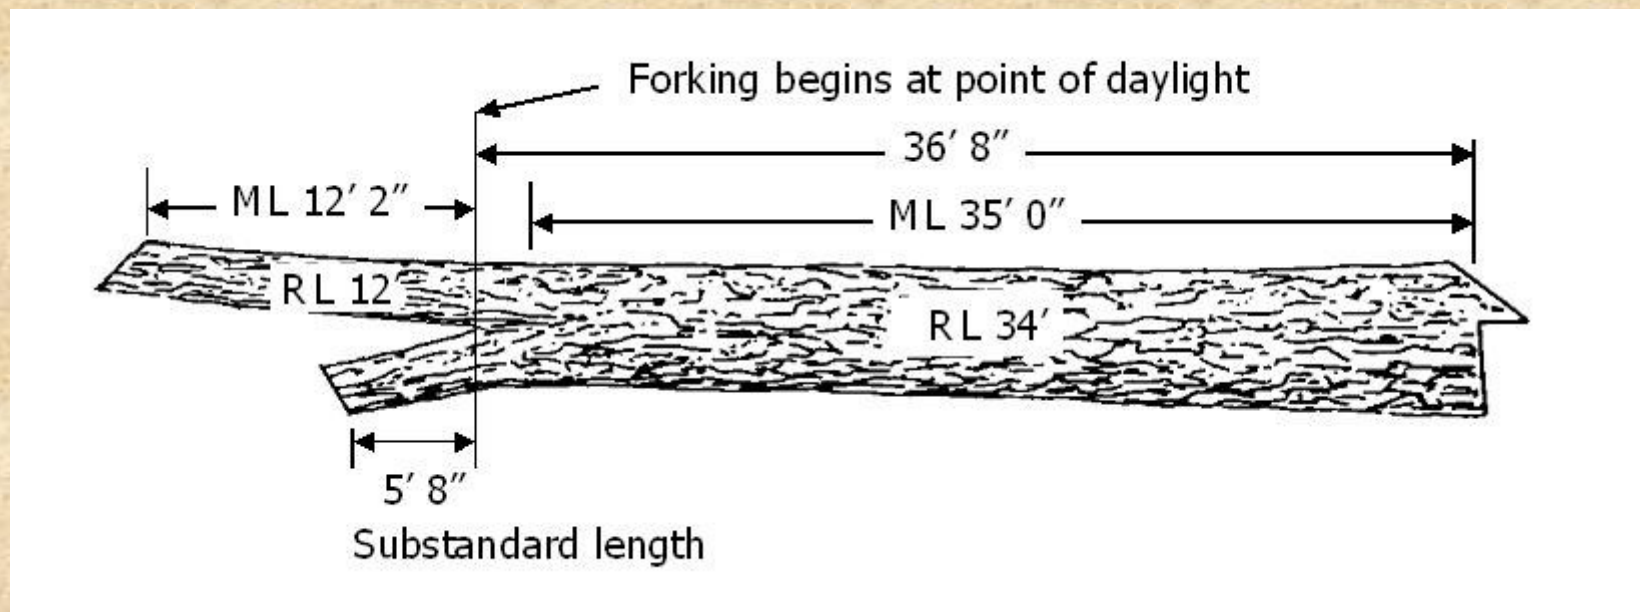 Forking begins at point of daylight
36′ 8″
ML 12′ 2″
ML 35′ 0″
RL 12′
RL 34′
5′ 8″
Substandard length